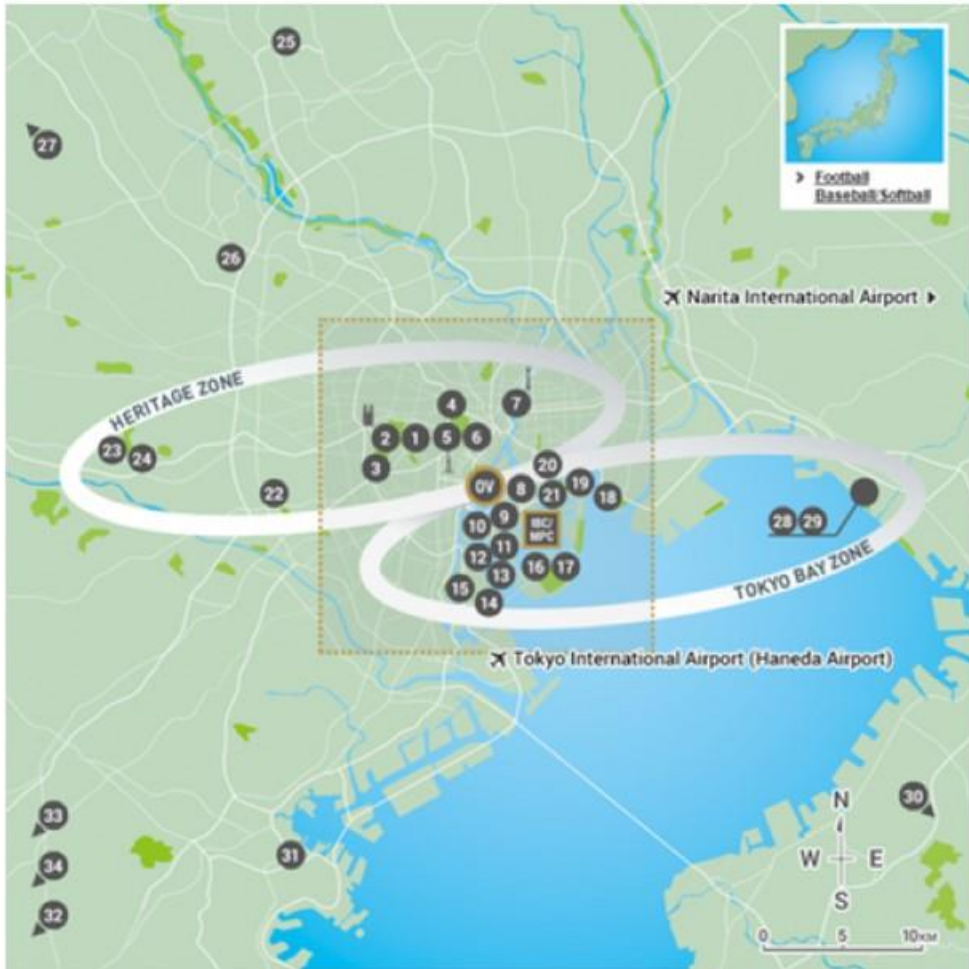 25
27
> Football
Baseball/Softball
26
Narita International Airport
HERITAGE ZONE
4
7
2
1
5
6
3
23
24
22
20
OV
8
21
19
18
9
10
IBC/
MPC
28
29
11
12
16
17
13
15
14
TOKYO BAY ZONE
Tokyo International Airport (Haneda Airport)
33
34
32
31
30
N
W
E
S
0
5
10KM